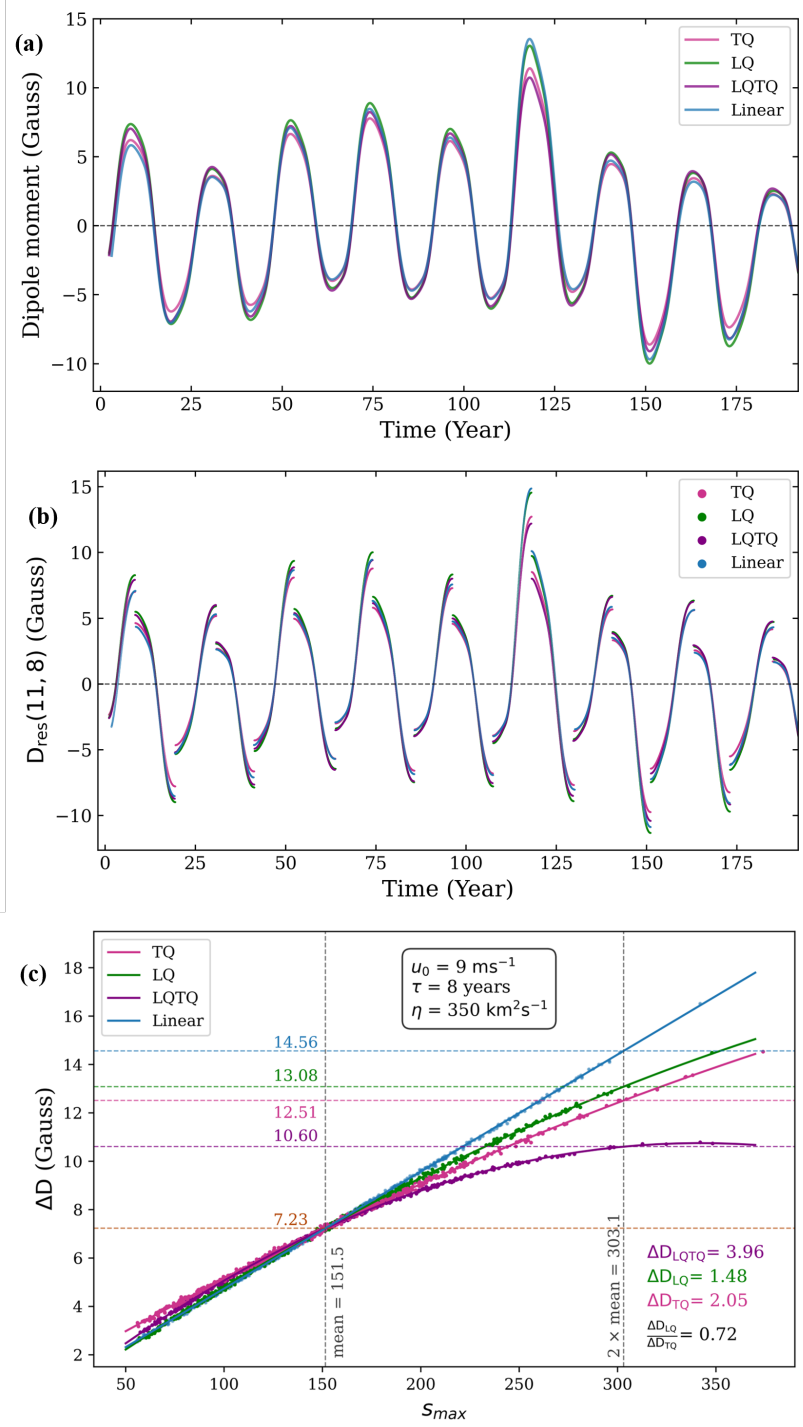 (a)
Dipole moment (Gauss)
15
10
5
0
−5
−10
TQ
LQ
LQTQ
Linear
0 25 50 75 100 125 150 175
Time (Year)
(b)
D_res(11, 8) (Gauss)
15
10
5
0
−5
−10
TQ
LQ
LQTQ
Linear
0 25 50 75 100 125 150 175
Time (Year)
(c)
ΔD (Gauss)
18
16
14
12
10
8
6
4
2
TQ
LQ
LQTQ
Linear
u₀ = 9 ms⁻¹
τ = 8 years
η = 350 km²s⁻¹
14.56
13.08
12.51
10.60
7.23
mean = 151.5
2 × mean = 303.1
ΔD_LQTQ= 3.96
ΔD_LQ= 1.48
ΔD_TQ= 2.05
ΔD_LQ/ΔD_TQ = 0.72
50 100 150 200 250 300 350
s_max